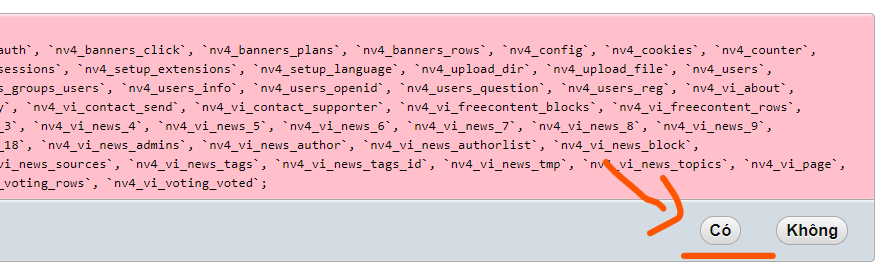 auth`, `nv4_banners_click`, `nv4_banners_plans`, `nv4_banners_rows`, `nv4_config`, `nv4_cookies`, `nv4_counter`,
sessions`, `nv4_setup_extensions`, `nv4_setup_language`, `nv4_upload_dir`, `nv4_upload_file`, `nv4_users`,
s_groups_users`, `nv4_users_info`, `nv4_users_openid`, `nv4_users_question`, `nv4_users_reg`, `nv4_vi_about`,
y`, `nv4_vi_contact_send`, `nv4_vi_contact_supporter`, `nv4_vi_freecontent_blocks`, `nv4_vi_freecontent_rows`,
_3`, `nv4_vi_news_4`, `nv4_vi_news_5`, `nv4_vi_news_6`, `nv4_vi_news_7`, `nv4_vi_news_8`, `nv4_vi_news_9`,
_18`, `nv4_vi_news_admins`, `nv4_vi_news_author`, `nv4_vi_news_authorlist`, `nv4_vi_news_block`,
vi_news_sources`, `nv4_vi_news_tags`, `nv4_vi_news_tags_id`, `nv4_vi_news_tmp`, `nv4_vi_news_topics`, `nv4_vi_page`,
_voting_rows`, `nv4_vi_voting_voted`;
Có Không